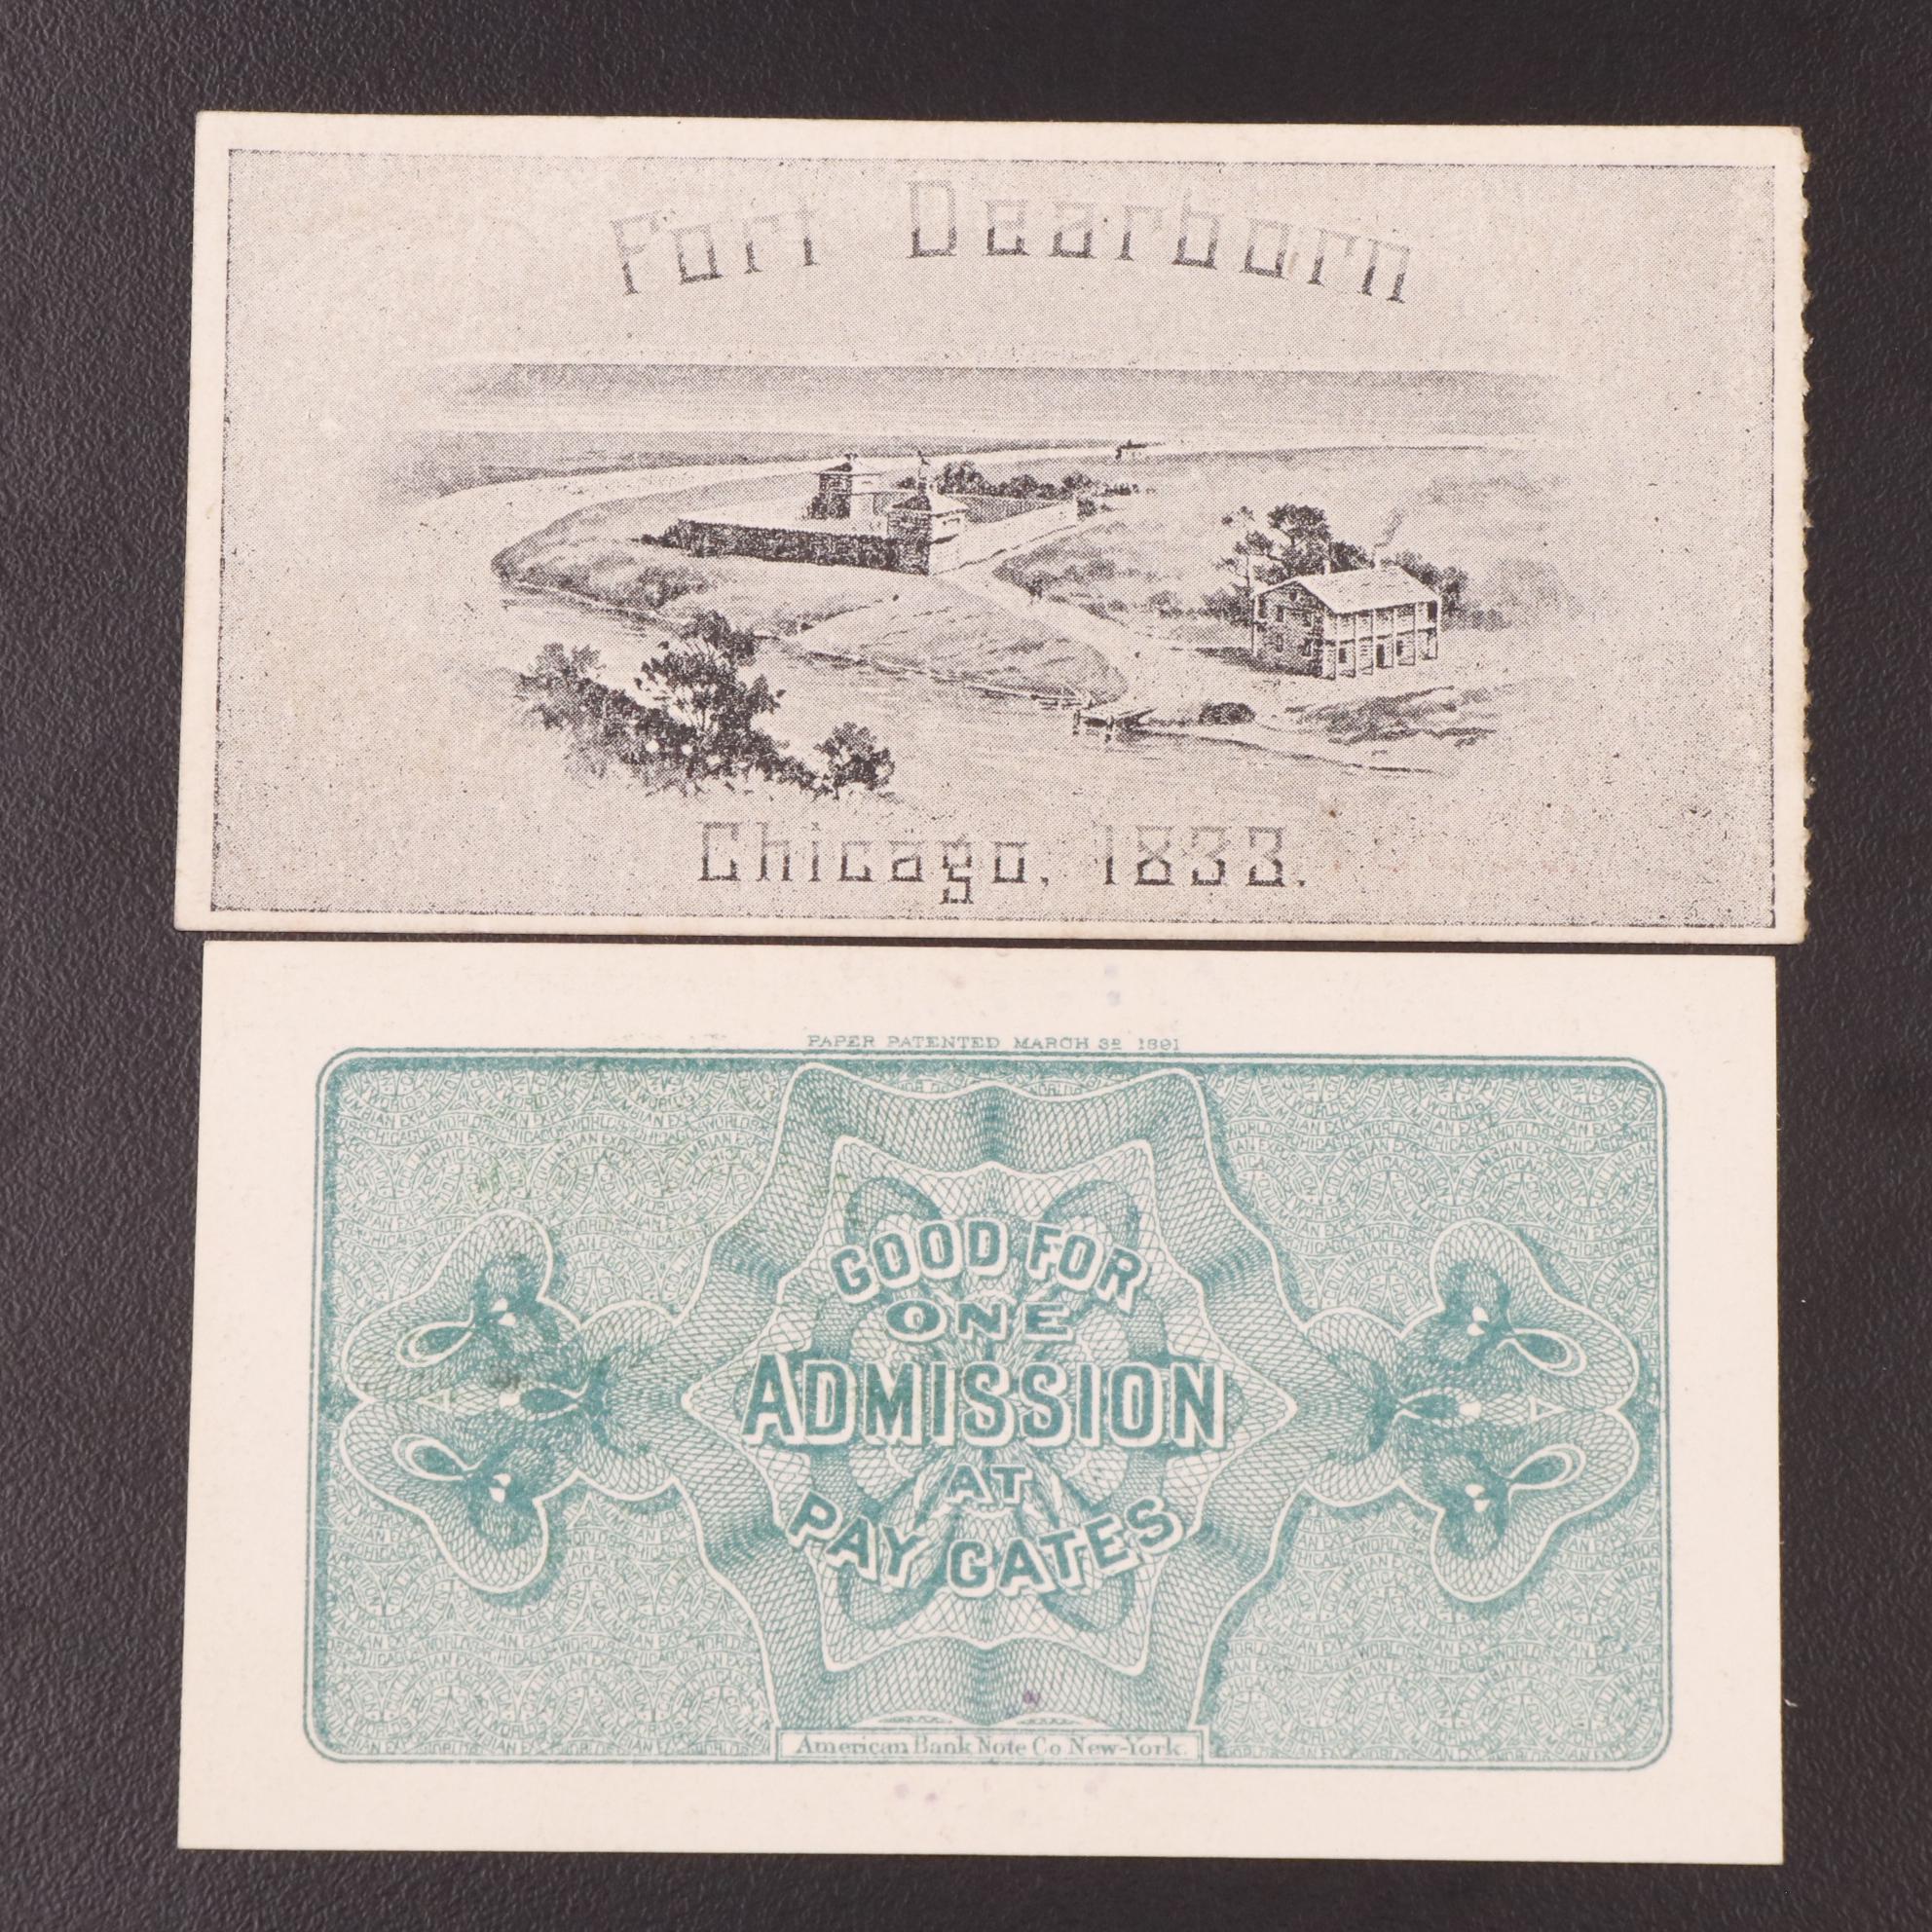 Fort Dearborn
Chicago, 1833.
PAPER PATENTED MARCH 3D 1891
GOOD FOR
ONE
ADMISSION
AT
PAY GATES
American Bank Note Co New-York.